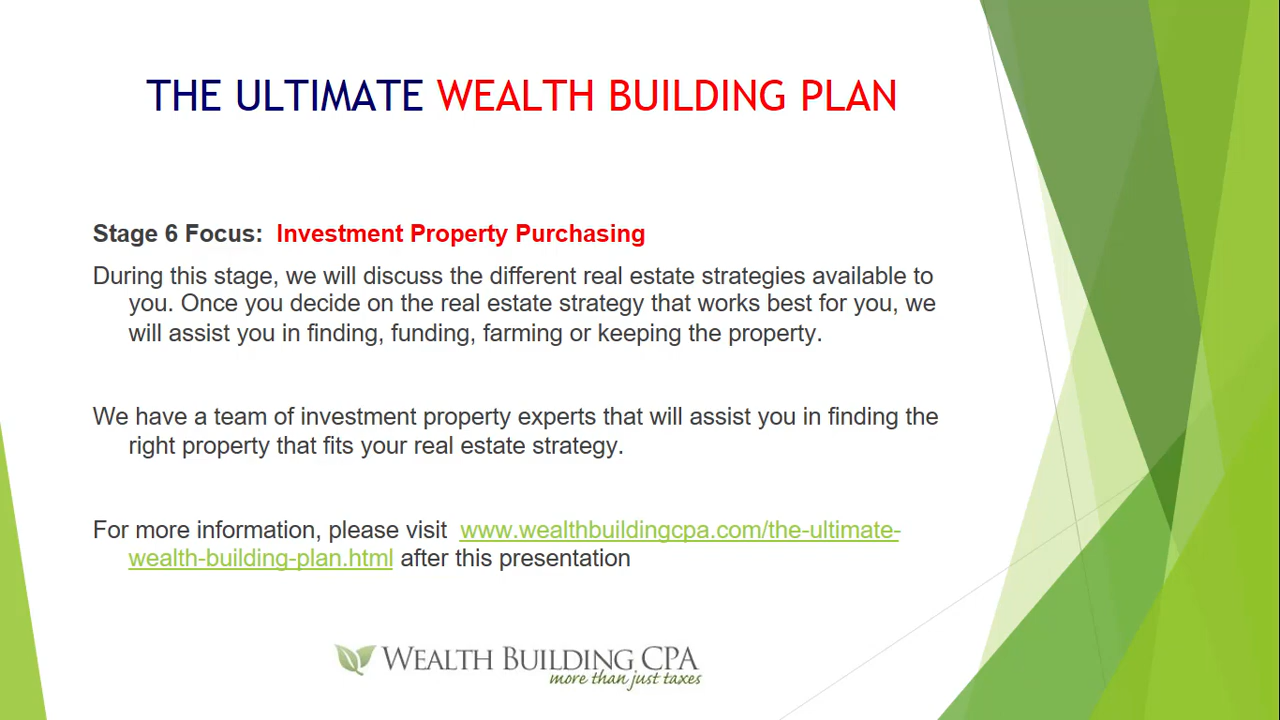 THE ULTIMATE WEALTH BUILDING PLAN
Stage 6 Focus: Investment Property Purchasing
During this stage, we will discuss the different real estate strategies available to
you. Once you decide on the real estate strategy that works best for you, we
will assist you in finding, funding, farming or keeping the property.
We have a team of investment property experts that will assist you in finding the
right property that fits your real estate strategy.
For more information, please visit www.wealthbuildingcpa.com/the-ultimate-
wealth-building-plan.html after this presentation
WEALTH BUILDING CPA
more than just taxes